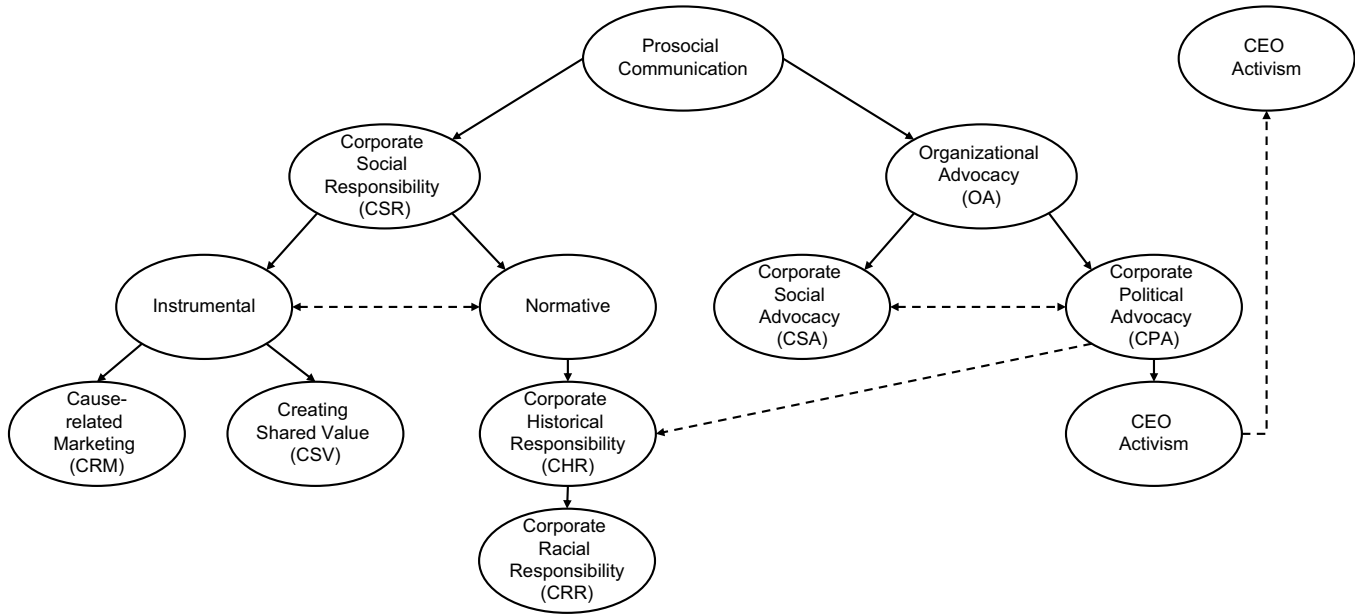 Prosocial
Communication
CEO
Activism
Corporate
Social
Responsibility
(CSR)
Organizational
Advocacy
(OA)
Instrumental
Normative
Corporate
Social
Advocacy
(CSA)
Corporate
Political
Advocacy
(CPA)
Cause-
related
Marketing
(CRM)
Creating
Shared Value
(CSV)
Corporate
Historical
Responsibility
(CHR)
CEO
Activism
Corporate
Racial
Responsibility
(CRR)